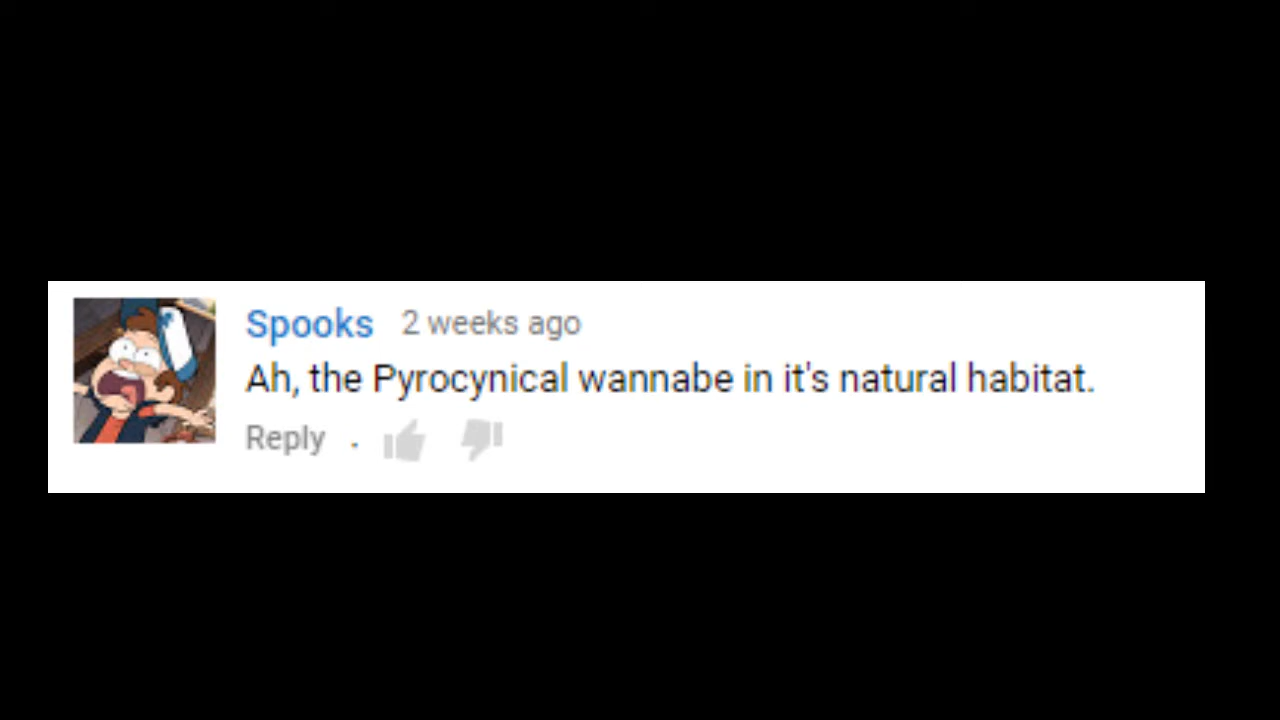 Spooks 2 weeks ago
Ah, the Pyrocynical wannabe in it's natural habitat.
Reply .